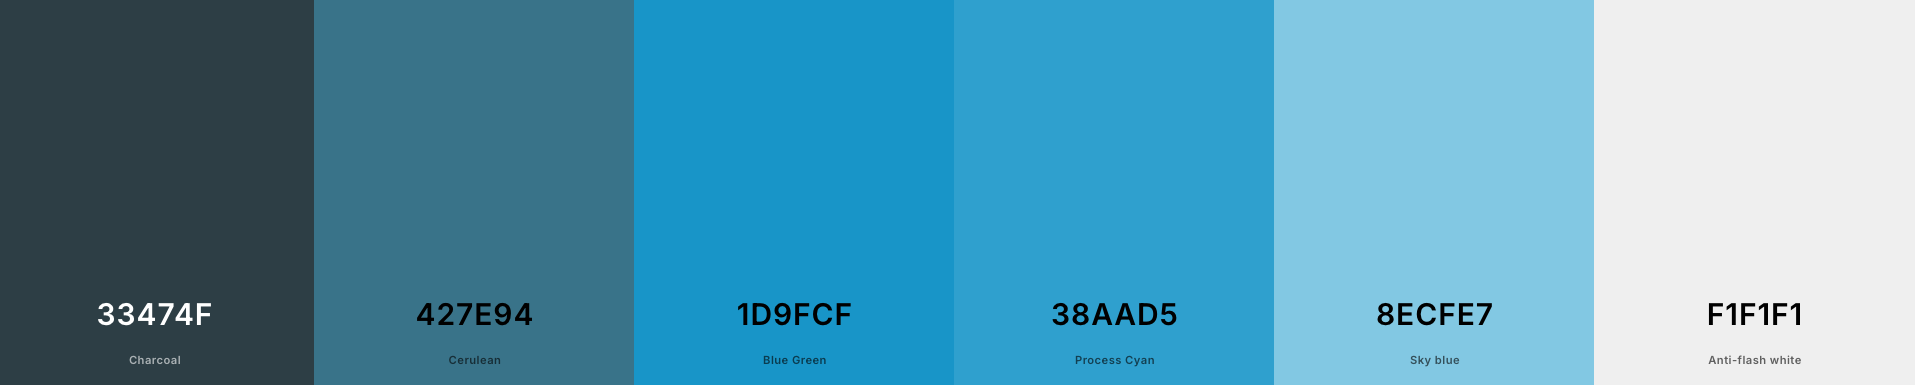 33474F
Charcoal
427E94
Cerulean
1D9FCF
Blue Green
38AAD5
Process Cyan
8ECFE7
Sky blue
F1F1F1
Anti-flash white